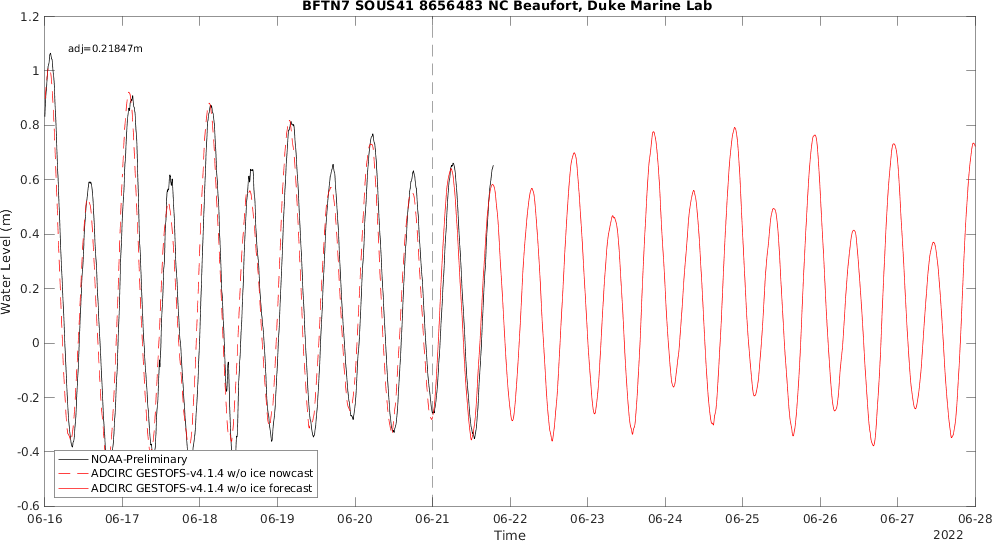 BFTN7 SOUS41 8656483 NC Beaufort, Duke Marine Lab
adj=0.21847m
1.2
1
0.8
0.6
0.4
0.2
0
-0.2
-0.4
-0.6
Water Level (m)
NOAA-Preliminary
ADCIRC GESTOFS-v4.1.4 w/o ice nowcast
ADCIRC GESTOFS-v4.1.4 w/o ice forecast
06-16 06-17 06-18 06-19 06-20 06-21 06-22 06-23 06-24 06-25 06-26 06-27 06-28
Time
2022